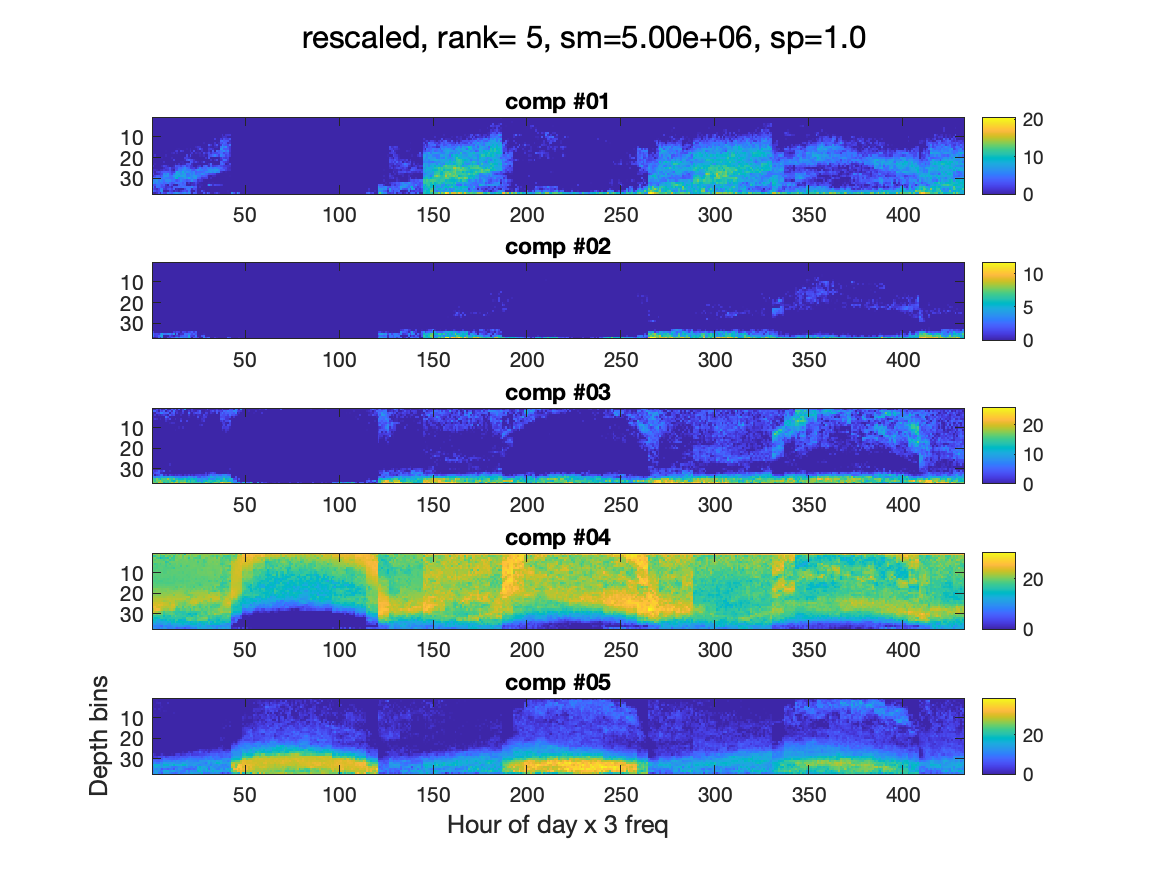 rescaled, rank= 5, sm=5.00e+06, sp=1.0
comp #01
10
20
30
50 100 150 200 250 300 350 400
20
10
0
comp #02
10
20
30
50 100 150 200 250 300 350 400
10
5
0
comp #03
10
20
30
50 100 150 200 250 300 350 400
20
10
0
comp #04
10
20
30
50 100 150 200 250 300 350 400
20
0
comp #05
10
20
30
50 100 150 200 250 300 350 400
20
0
Depth bins
Hour of day x 3 freq